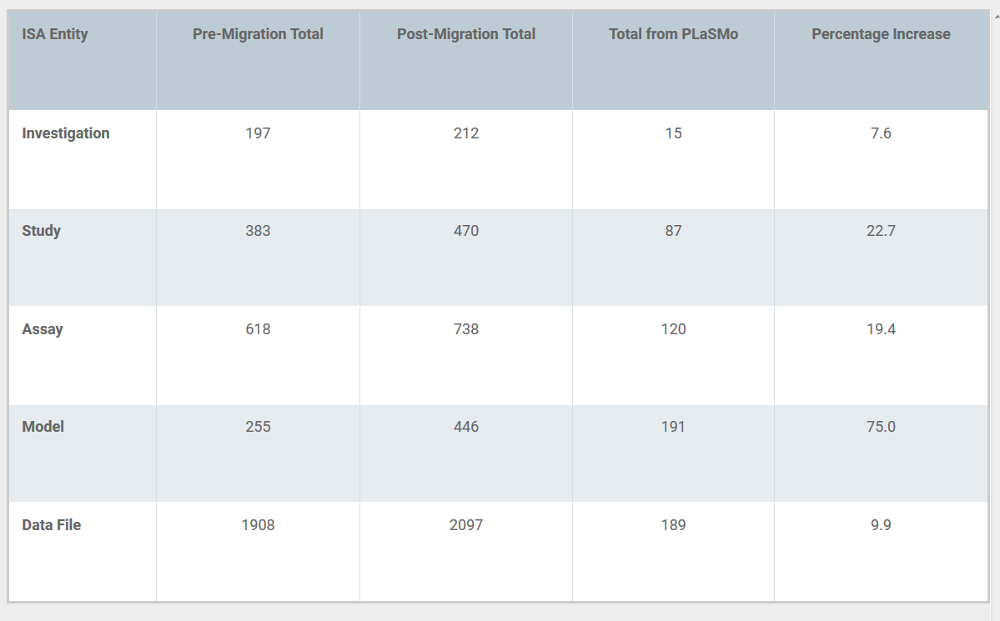 ISA Entity Pre-Migration Total Post-Migration Total Total from PLaSMo Percentage Increase
Investigation 197 212 15 7.6
Study 383 470 87 22.7
Assay 618 738 120 19.4
Model 255 446 191 75.0
Data File 1908 2097 189 9.9